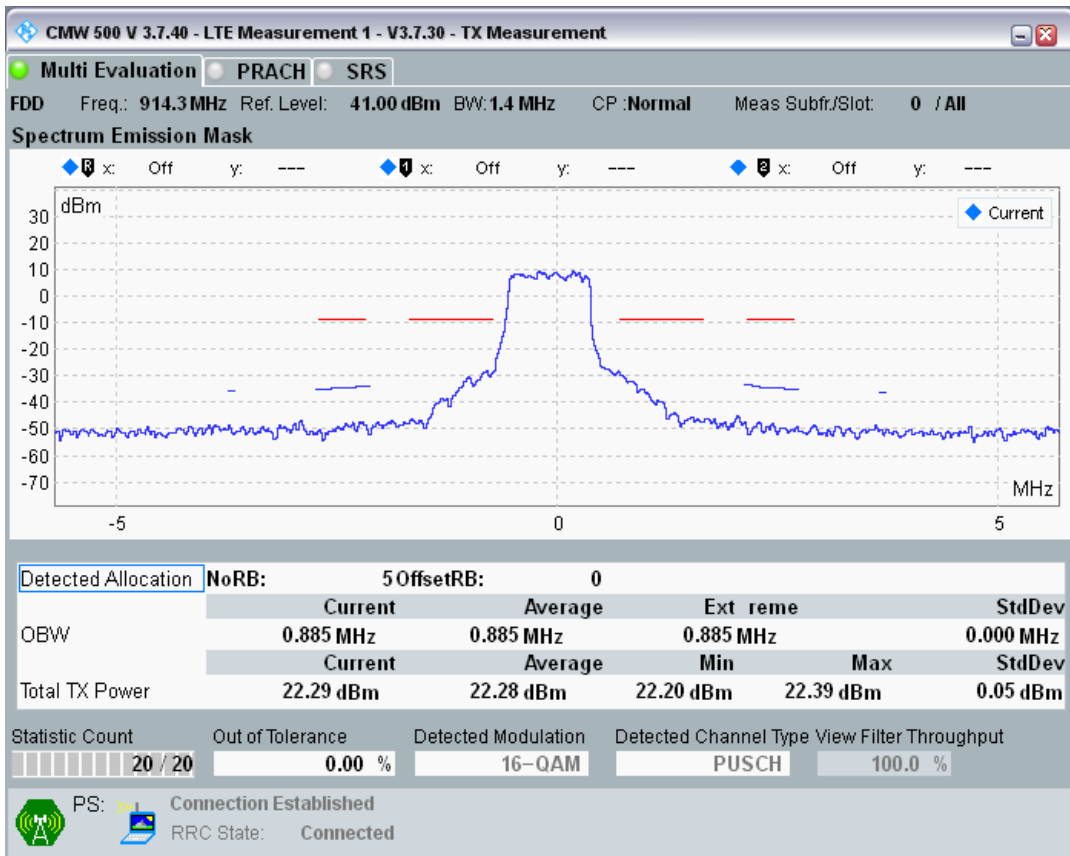 CMW 500 V 3.7.40 - LTE Measurement 1 - V3.7.30 - TX Measurement
Multi Evaluation PRACH SRS
FDD Freq.: 914.3 MHz Ref. Level: 41.00 dBm BW: 1.4 MHz CP :Normal Meas Subfr./Slot: 0 / All
Spectrum Emission Mask
R x: Off y: --- 1 x: Off y: --- 2 x: Off y: ---
dBm
Current
30
20
10
0
-10
-20
-30
-40
-50
-60
-70
MHz
-5 0 5
Detected Allocation NoRB: 5 OffsetRB: 0
Current Average Ext reme StdDev
OBW 0.885 MHz 0.885 MHz 0.885 MHz 0.000 MHz
Current Average Min Max StdDev
Total TX Power 22.29 dBm 22.28 dBm 22.20 dBm 22.39 dBm 0.05 dBm
Statistic Count Out of Tolerance Detected Modulation Detected Channel Type View Filter Throughput
20 / 20 0.00 % 16-QAM PUSCH 100.0 %
PS: Connection Established
RRC State: Connected